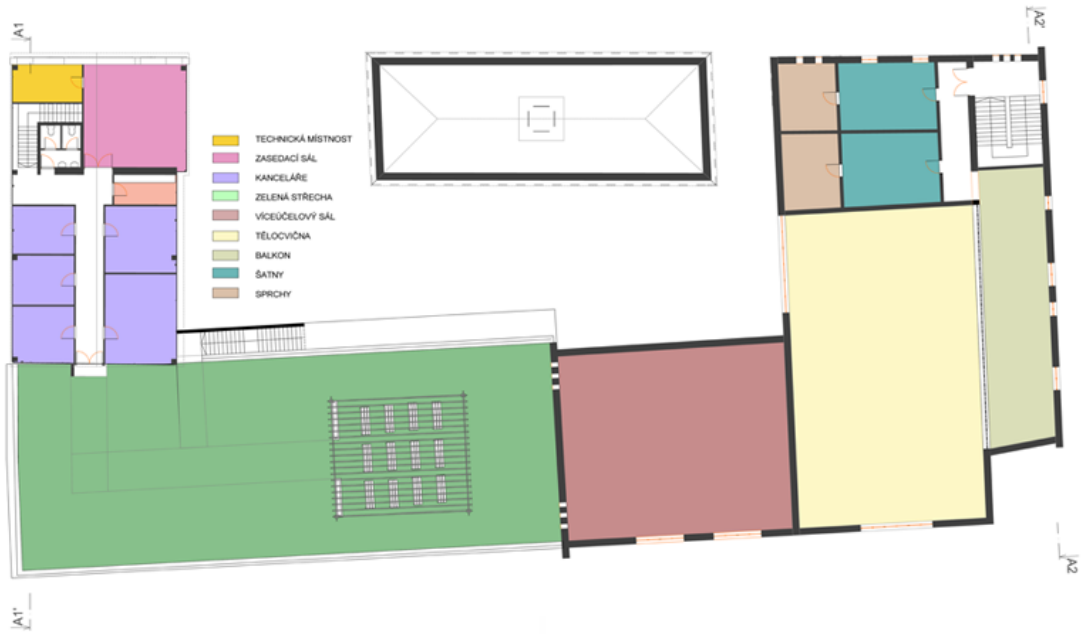 A1
A2'
TECHNICKÁ MÍSTNOST
ZASEDACÍ SÁL
KANCELÁŘE
ZELENÁ STŘECHA
VÍCEÚČELOVÝ SÁL
TĚLOCVIČNA
BALKON
ŠATNY
SPRCHY
A2
A1'